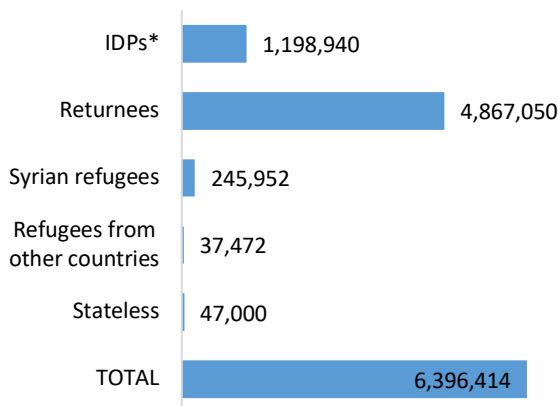 IDPs* 1,198,940
Returnees 4,867,050
Syrian refugees 245,952
Refugees from
other countries 37,472
Stateless 47,000
TOTAL 6,396,414